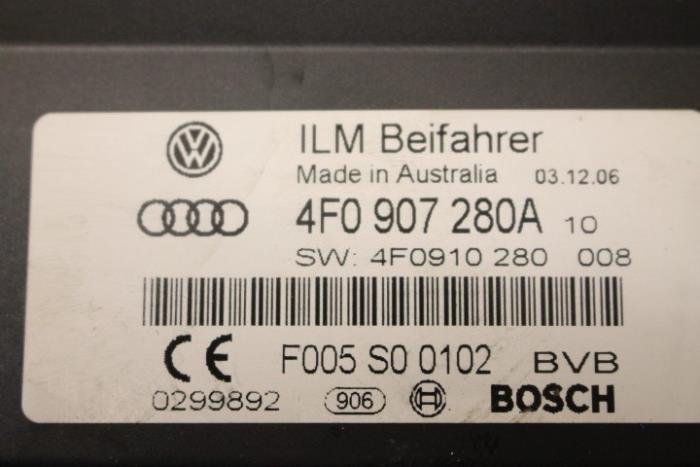 ILM Beifahrer
Made in Australia 03.12.06
4F0 907 280A 10
SW: 4F0910 280 008
CE F005 S0 0102 BVB
0299892 906 BOSCH